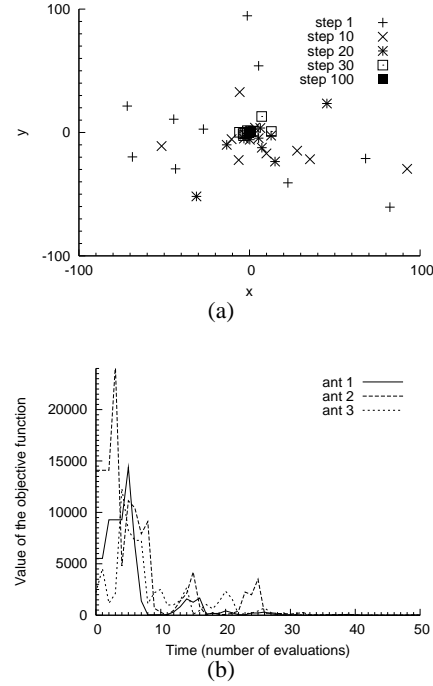 100
step 1
step 10
step 20
step 30
step 100
y
0
-100
-100
0
100
x
(a)
ant 1
ant 2
ant 3
Value of the objective function
20000
15000
10000
5000
0
0
10
20
30
40
50
Time (number of evaluations)
(b)